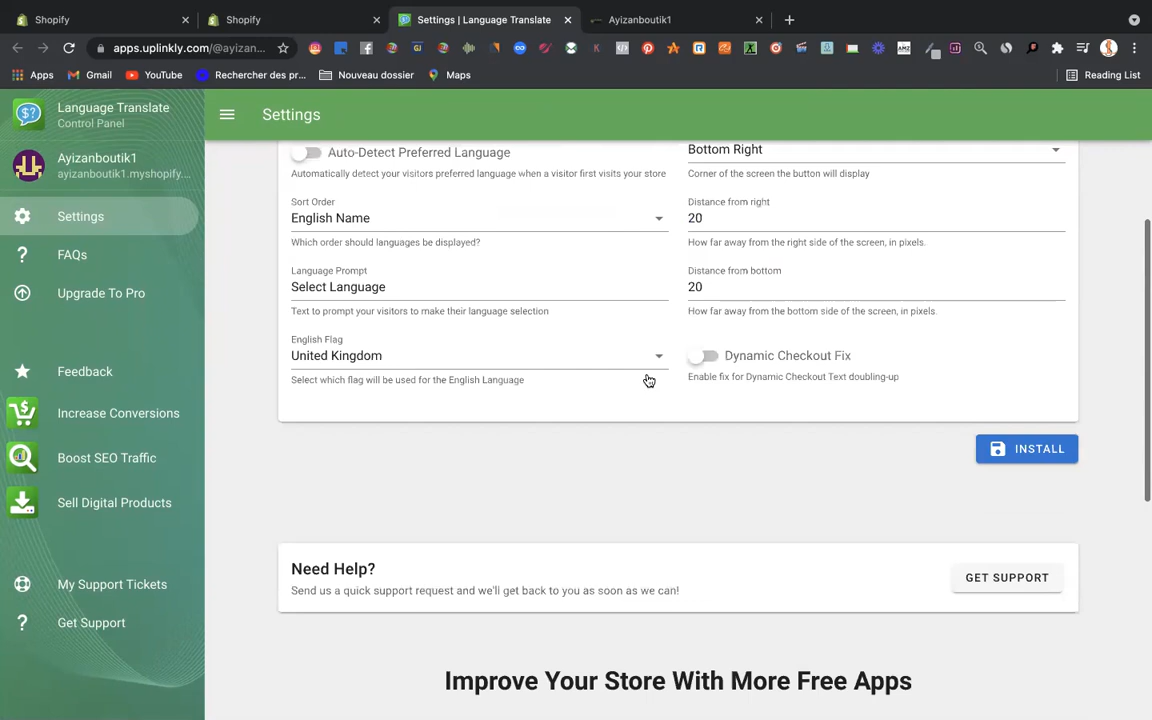 Shopify
Shopify
Settings | Language Translate
Ayizanboutik1
apps.uplinkly.com/@ayizan...
Apps
Gmail
YouTube
Rechercher des pr...
Nouveau dossier
Maps
Reading List
Language Translate
Control Panel
Ayizanboutik1
ayizanboutik1.myshopify....
Settings
FAQs
Upgrade To Pro
Feedback
Increase Conversions
Boost SEO Traffic
Sell Digital Products
My Support Tickets
Get Support
Settings
Auto-Detect Preferred Language
Automatically detect your visitors preferred language when a visitor first visits your store
Sort Order
English Name
Which order should languages be displayed?
Language Prompt
Select Language
Text to prompt your visitors to make their language selection
English Flag
United Kingdom
Select which flag will be used for the English Language
Bottom Right
Corner of the screen the button will display
Distance from right
20
How far away from the right side of the screen, in pixels.
Distance from bottom
20
How far away from the bottom side of the screen, in pixels.
Dynamic Checkout Fix
Enable fix for Dynamic Checkout Text doubling-up
INSTALL
Need Help?
Send us a quick support request and we'll get back to you as soon as we can!
GET SUPPORT
Improve Your Store With More Free Apps